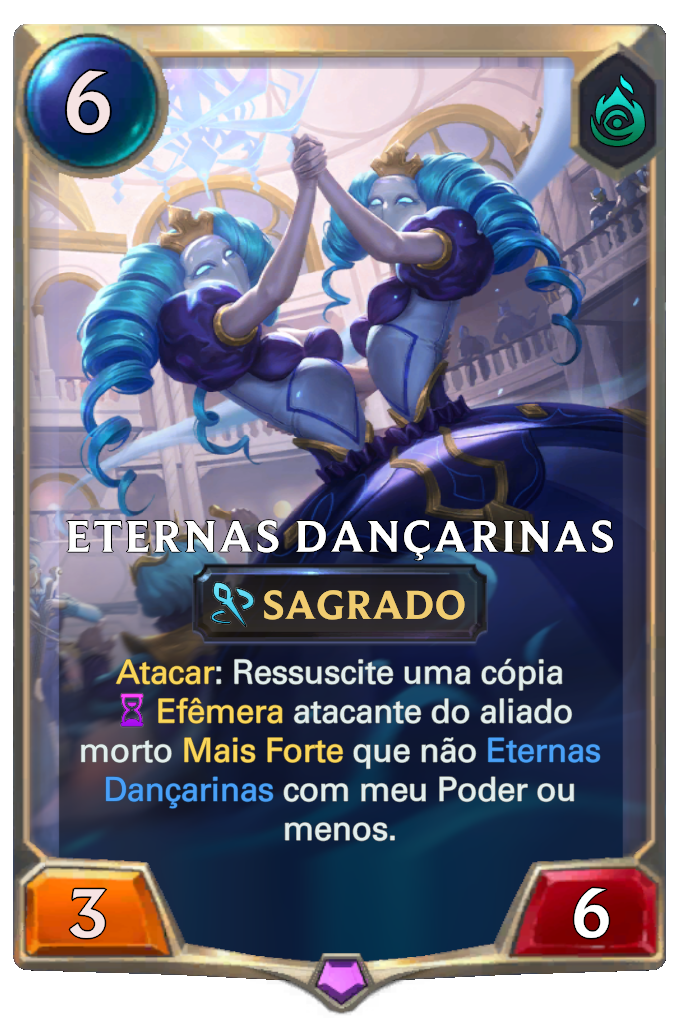 6
ETERNAS DANÇARINAS
SAGRADO
Atacar: Ressuscite uma cópia
Efêmera atacante do aliado
morto Mais Forte que não Eternas
Dançarinas com meu Poder ou
menos.
3
6